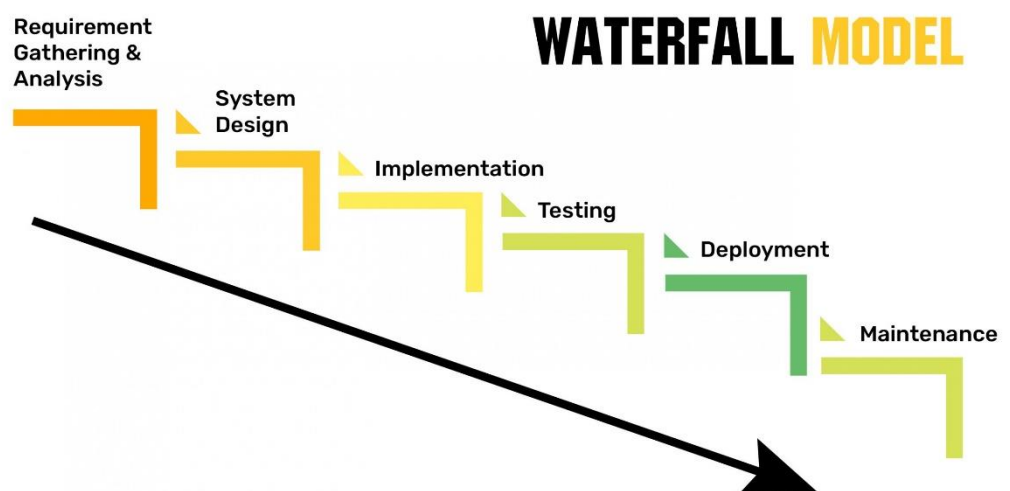 Requirement
Gathering &
Analysis
WATERFALL MODEL
System
Design
Implementation
Testing
Deployment
Maintenance